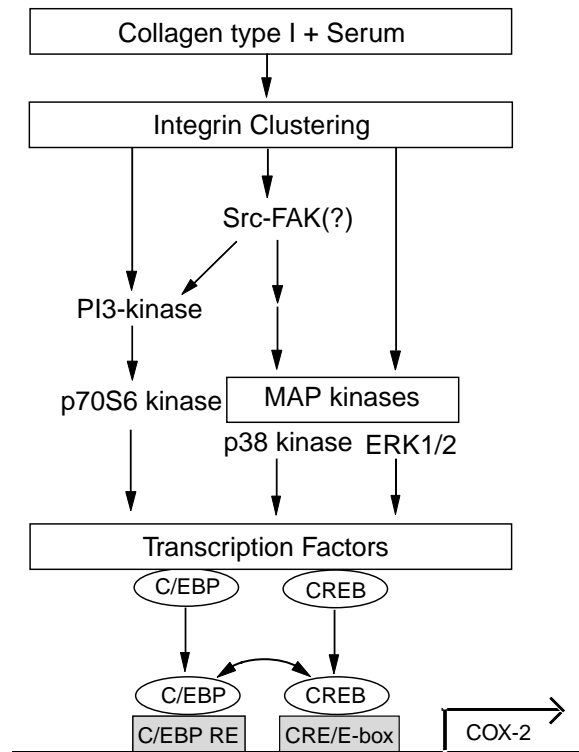 Collagen type I + Serum
Integrin Clustering
Src-FAK(?)
PI3-kinase
p70S6 kinase
MAP kinases
p38 kinase
ERK1/2
Transcription Factors
C/EBP
CREB
C/EBP
CREB
C/EBP RE
CRE/E-box
COX-2